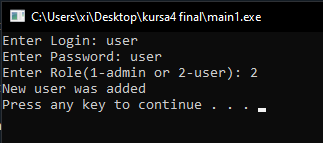 C:\Users\xi\Desktop\kursa4 final\main1.exe
Enter Login: user
Enter Password: user
Enter Role(1-admin or 2-user): 2
New user was added
Press any key to continue . . .